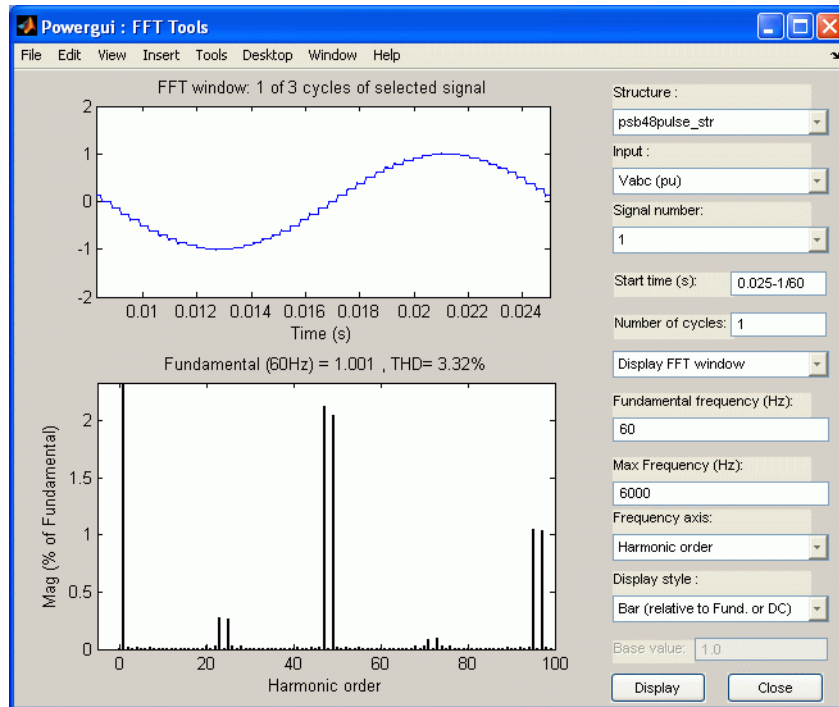 Powergui : FFT Tools
File Edit View Insert Tools Desktop Window Help
FFT window: 1 of 3 cycles of selected signal
2
1
0
-1
-2
0.01 0.012 0.014 0.016 0.018 0.02 0.022 0.024
Time (s)
Fundamental (60Hz) = 1.001 , THD= 3.32%
Mag (% of Fundamental)
2
1.5
1
0.5
0
0 20 40 60 80 100
Harmonic order
Structure :
psb48pulse_str
Input :
Vabc (pu)
Signal number:
1
Start time (s): 0.025-1/60
Number of cycles: 1
Display FFT window
Fundamental frequency (Hz):
60
Max Frequency (Hz):
6000
Frequency axis:
Harmonic order
Display style :
Bar (relative to Fund. or DC)
Base value: 1.0
Display Close